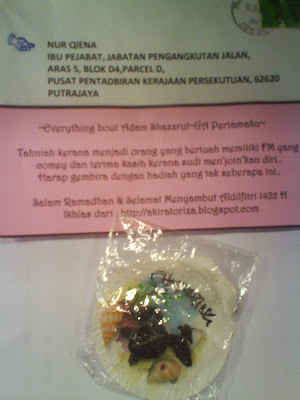 NUR QIENA
IBU PEJABAT, JABATAN PENGANGKUTAN JALAN,
ARAS 5, BLOK D4,PARCEL D,
PUSAT PENTADBIRAN KERAJAAN PERSEKUTUAN, 62620
PUTRAJAYA
~Everything bout Adam Shazerul~GA Pertamaku~
Tahniah kerana menjadi orang yang bertuah memiliki FM yang
comey dan terima kasih kerana sudi men'join'kan diri..
Harap gembira dengan hadiah yang tak seberapa ini..
Salam Ramadhan & Selamat Menyambut Aidilfitri 1432 H
Ikhlas dari : http://akiratoriza.blogspot.com